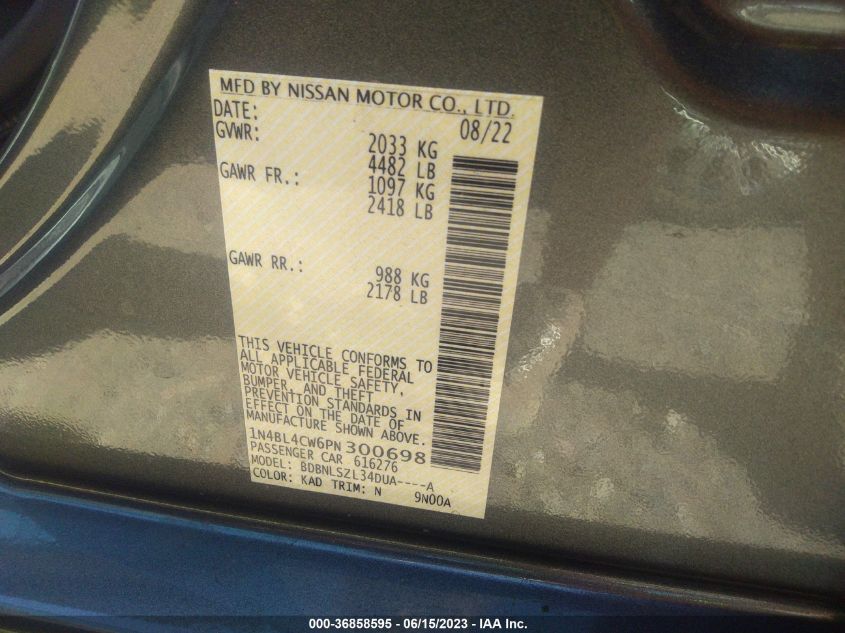 MFD BY NISSAN MOTOR CO., LTD.
DATE: 08/22
GVWR: 2033 KG
4482 LB
GAWR FR.: 1097 KG
2418 LB
GAWR RR.: 988 KG
2178 LB
THIS VEHICLE CONFORMS TO
ALL APPLICABLE FEDERAL
MOTOR VEHICLE SAFETY,
BUMPER, AND THEFT
PREVENTION STANDARDS IN
EFFECT ON THE DATE OF
MANUFACTURE SHOWN ABOVE.
1N4BL4CW6PN300698
PASSENGER CAR 616276
MODEL: BDBNLSZL34DUA----A
COLOR: KAD TRIM: N 9N00A
000-36858595 - 06/15/2023 - IAA Inc.